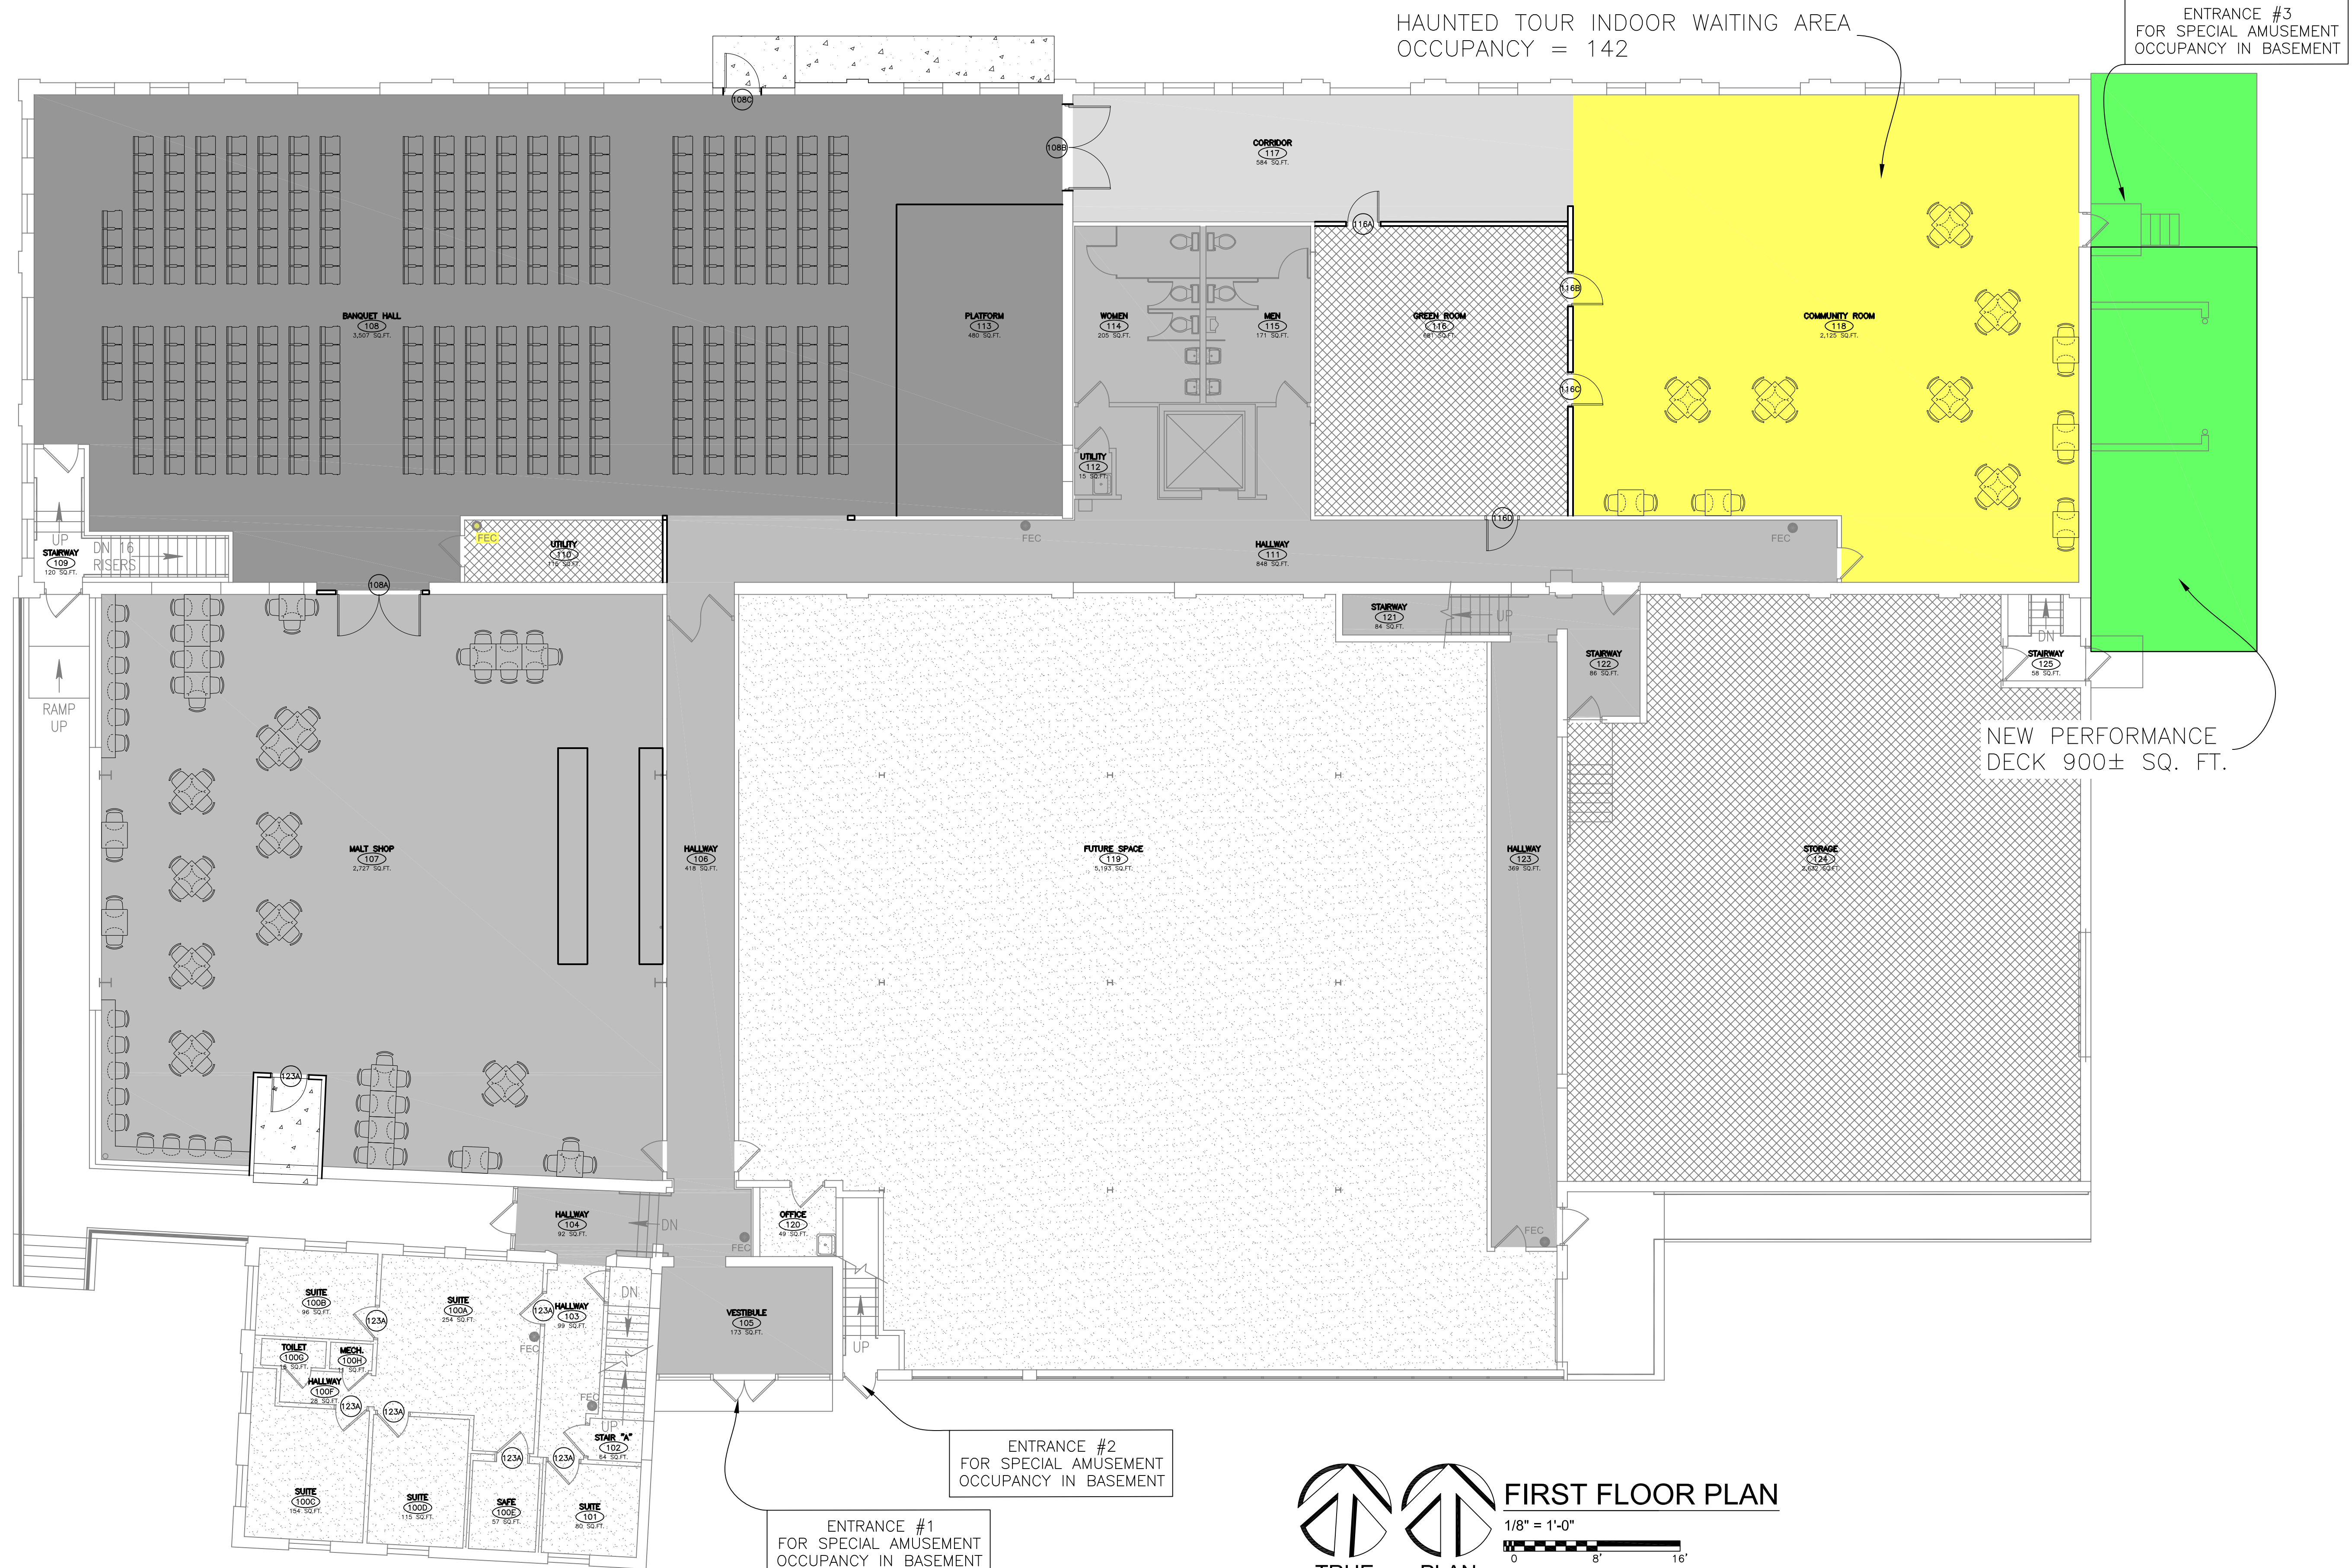 HAUNTED TOUR INDOOR WAITING AREA
OCCUPANCY = 142
ENTRANCE #3
FOR SPECIAL AMUSEMENT
OCCUPANCY IN BASEMENT
108C
108B
CORRIDOR
117
584 SQ.FT.
116A
BANQUET HALL
108
3,507 SQ.FT.
PLATFORM
113
480 SQ.FT.
WOMEN
114
205 SQ.FT.
MEN
115
171 SQ.FT.
GREEN ROOM
116
681 SQ.FT.
116B
116C
COMMUNITY ROOM
118
2,125 SQ.FT.
UTILITY
112
15 SQ.FT.
116D
UP
DN 16
RISERS
STAIRWAY
109
120 SQ.FT.
FEC
UTILITY
110
115 SQ.FT.
FEC
HALLWAY
111
848 SQ.FT.
FEC
108A
STAIRWAY
121
84 SQ.FT.
UP
STAIRWAY
122
86 SQ.FT.
DN
STAIRWAY
125
58 SQ.FT.
RAMP
UP
NEW PERFORMANCE
DECK 900± SQ. FT.
MALT SHOP
107
2,727 SQ.FT.
HALLWAY
106
418 SQ.FT.
FUTURE SPACE
119
5,193 SQ.FT.
HALLWAY
123
369 SQ.FT.
STORAGE
124
2,632 SQ.FT.
123A
HALLWAY
104
92 SQ.FT.
DN
FEC
OFFICE
120
49 SQ.FT.
FEC
SUITE
100B
96 SQ.FT.
SUITE
100A
254 SQ.FT.
123A
123A
HALLWAY
103
99 SQ.FT.
DN
VESTIBULE
105
173 SQ.FT.
UP
FEC
TOILET
100G
MECH.
100H
HALLWAY
100F
28 SQ.FT.
123A
123A
FEC
UP
STAIR "A"
102
64 SQ.FT.
123A
123A
SUITE
100C
154 SQ.FT.
SUITE
100D
115 SQ.FT.
SAFE
100E
57 SQ.FT.
SUITE
101
80 SQ.FT.
ENTRANCE #2
FOR SPECIAL AMUSEMENT
OCCUPANCY IN BASEMENT
ENTRANCE #1
FOR SPECIAL AMUSEMENT
OCCUPANCY IN BASEMENT
FIRST FLOOR PLAN
1/8" = 1'-0"
0 8' 16'
TRUE PLAN